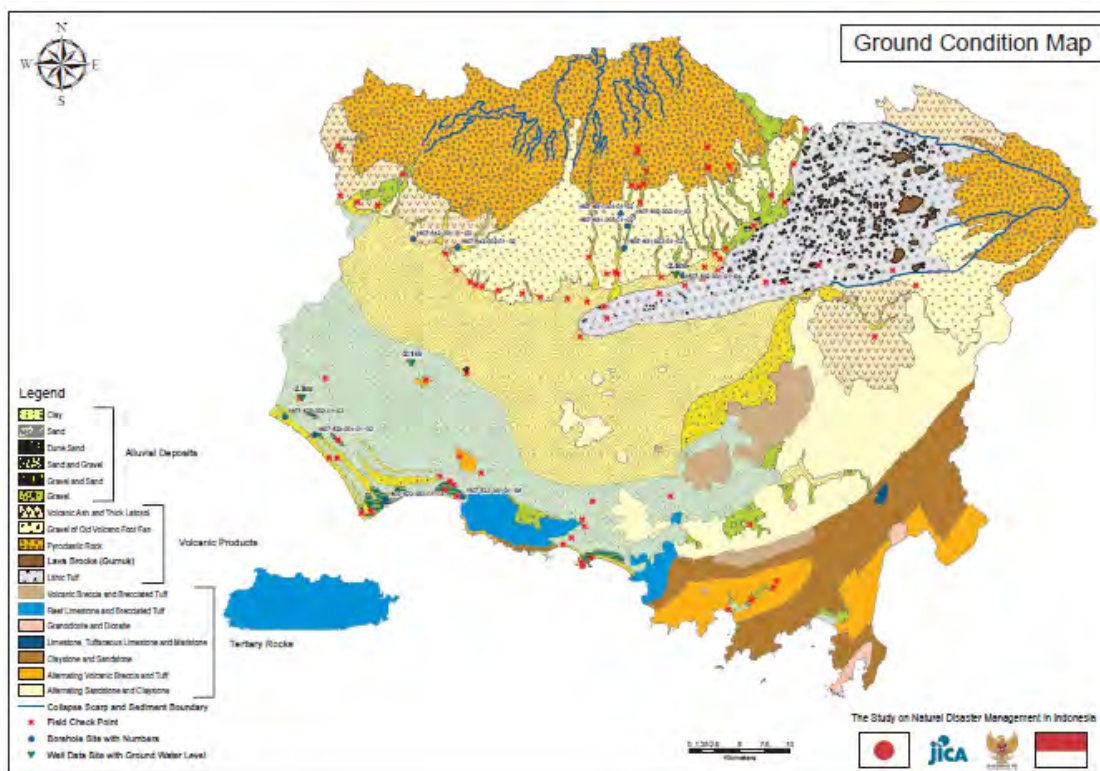 Ground Condition Map
N
W
E
S
Legend
Clay
Sand
Dune Sand
Sand and Gravel
Gravel and Sand
Gravel
Alluvial Deposits
Volcanic Ash and Thick Lateral
Gravel of Old Volcano Foot Fan
Pyroclastic Rock
Lava Brocks (Gumuk)
Lithic Tuff
Volcanic Products
Volcanic Breccia and Brecciated Tuff
Reef Limestone and Brecciated Tuff
Granodiorite and Diorite
Limestone, Tuffaceous Limestone and Marlstone
Claystone and Sandstone
Alternating Volcanic Breccia and Tuff
Alternating Sandstone and Claystone
Tertiary Rocks
Collapse Scarp and Sediment Boundary
Field Check Point
Borehole Site with Numbers
Well Data Site with Ground Water Level
Kilometers
The Study on Natural Disaster Management in Indonesia
JICA